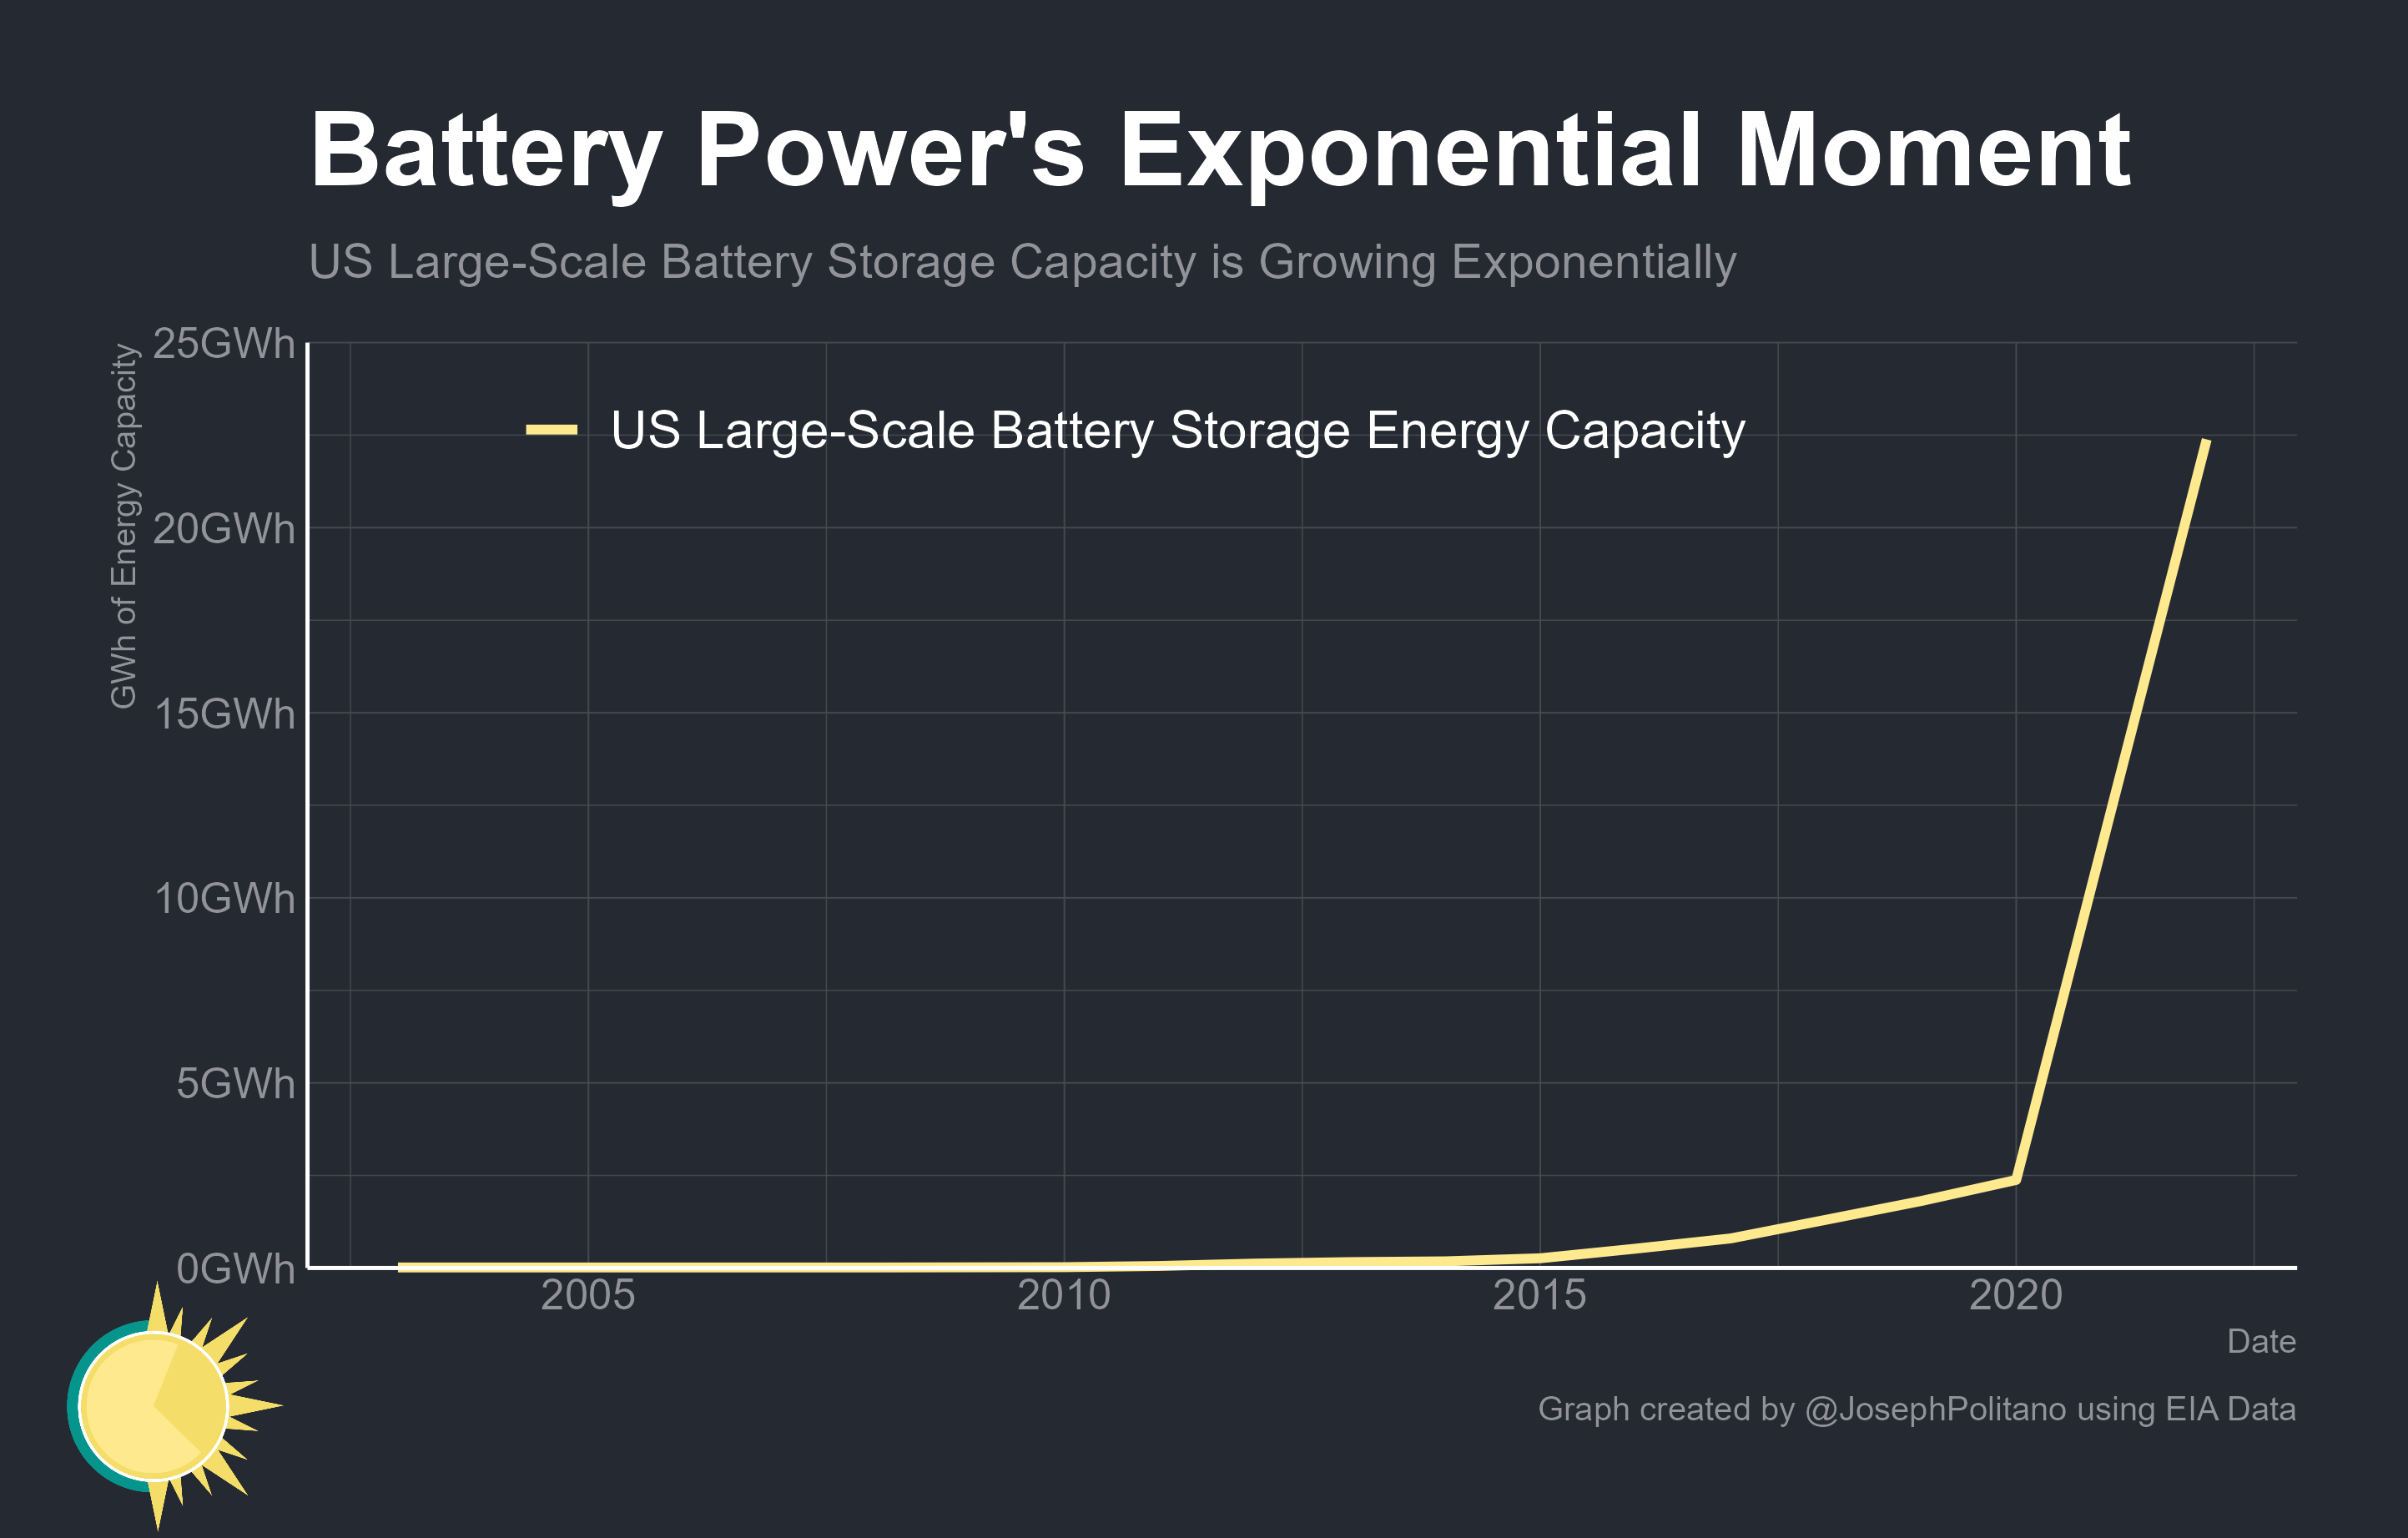 Battery Power's Exponential Moment
US Large-Scale Battery Storage Capacity is Growing Exponentially
GWh of Energy Capacity
25GWh
20GWh
15GWh
10GWh
5GWh
0GWh
US Large-Scale Battery Storage Energy Capacity
2005
2010
2015
2020
Date
Graph created by @JosephPolitano using EIA Data